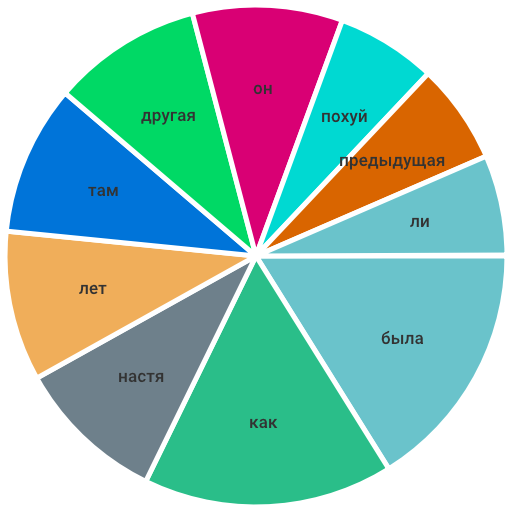 он
другая
похуй
предыдущая
там
ли
лет
была
настя
как